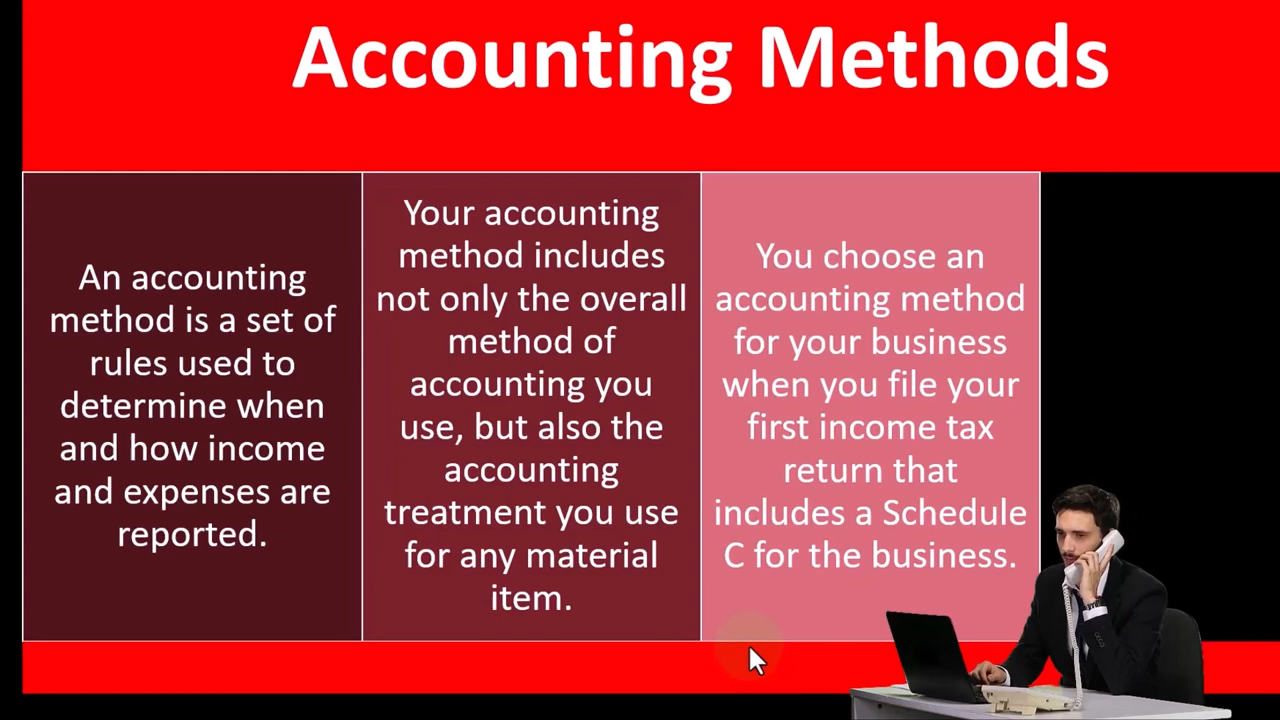 Accounting Methods
An accounting
method is a set of
rules used to
determine when
and how income
and expenses are
reported.
Your accounting
method includes
not only the overall
method of
accounting you
use, but also the
accounting
treatment you use
for any material
item.
You choose an
accounting method
for your business
when you file your
first income tax
return that
includes a Schedule
C for the business.